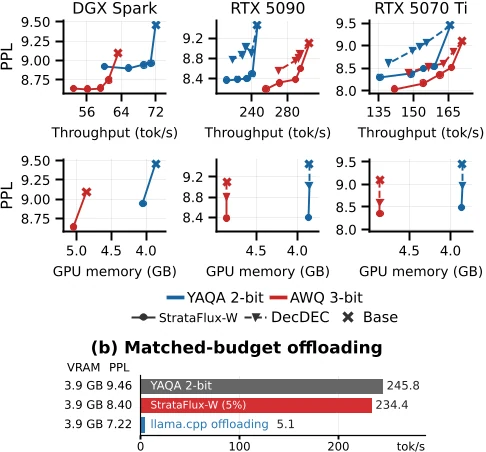 DGX Spark
RTX 5090
RTX 5070 Ti
PPL
9.50
9.25
9.00
8.75
56
64
72
9.2
8.8
8.4
240
280
9.5
9.0
8.5
8.0
135
150
165
Throughput (tok/s)
Throughput (tok/s)
Throughput (tok/s)
PPL
9.50
9.25
9.00
8.75
5.0
4.5
4.0
9.2
8.8
8.4
4.5
4.0
9.5
9.0
8.5
8.0
4.5
4.0
GPU memory (GB)
GPU memory (GB)
GPU memory (GB)
YAQA 2-bit AWQ 3-bit
StrataFlux-W DecDEC Base
(b) Matched-budget offloading
VRAM PPL
3.9 GB 9.46 YAQA 2-bit 245.8
3.9 GB 8.40 StrataFlux-W (5%) 234.4
3.9 GB 7.22 llama.cpp offloading 5.1
0 100 200 tok/s